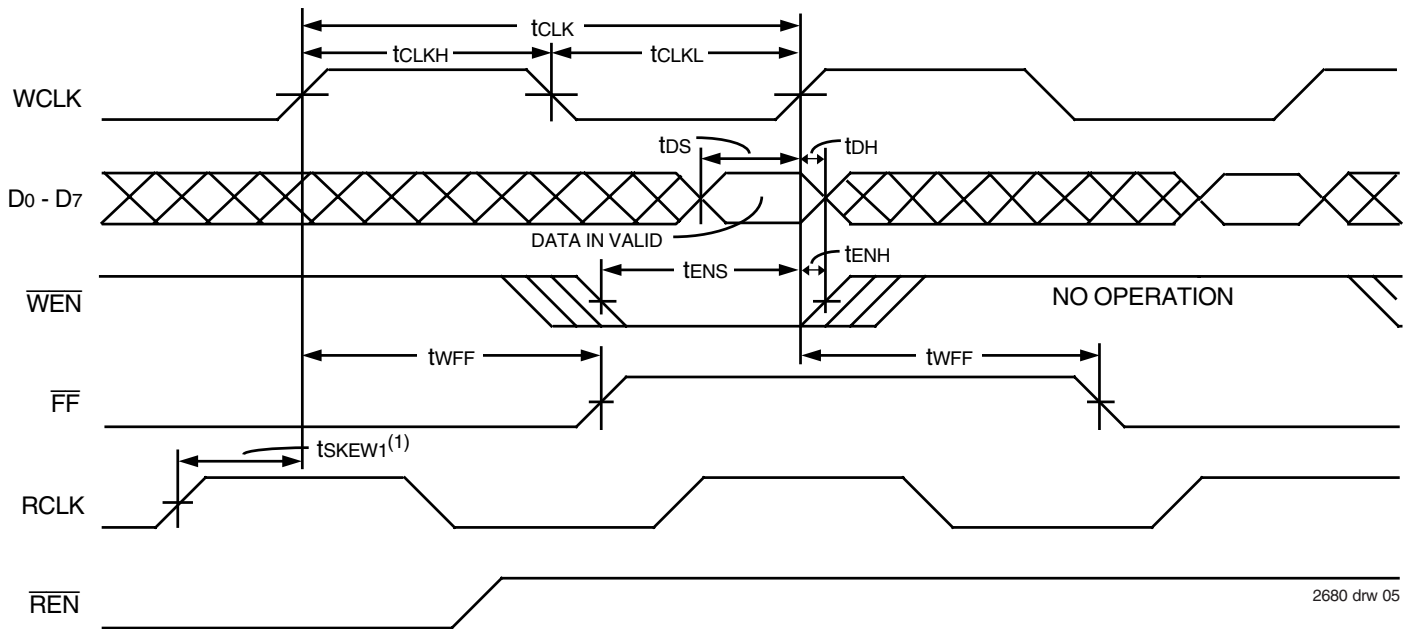 tCLK
tCLKH tCLKL
WCLK
tDS tDH
D0 - D7
DATA IN VALID
tENS tENH
WEN NO OPERATION
tWFF tWFF
FF
tSKEW1(1)
RCLK
REN
2680 drw 05